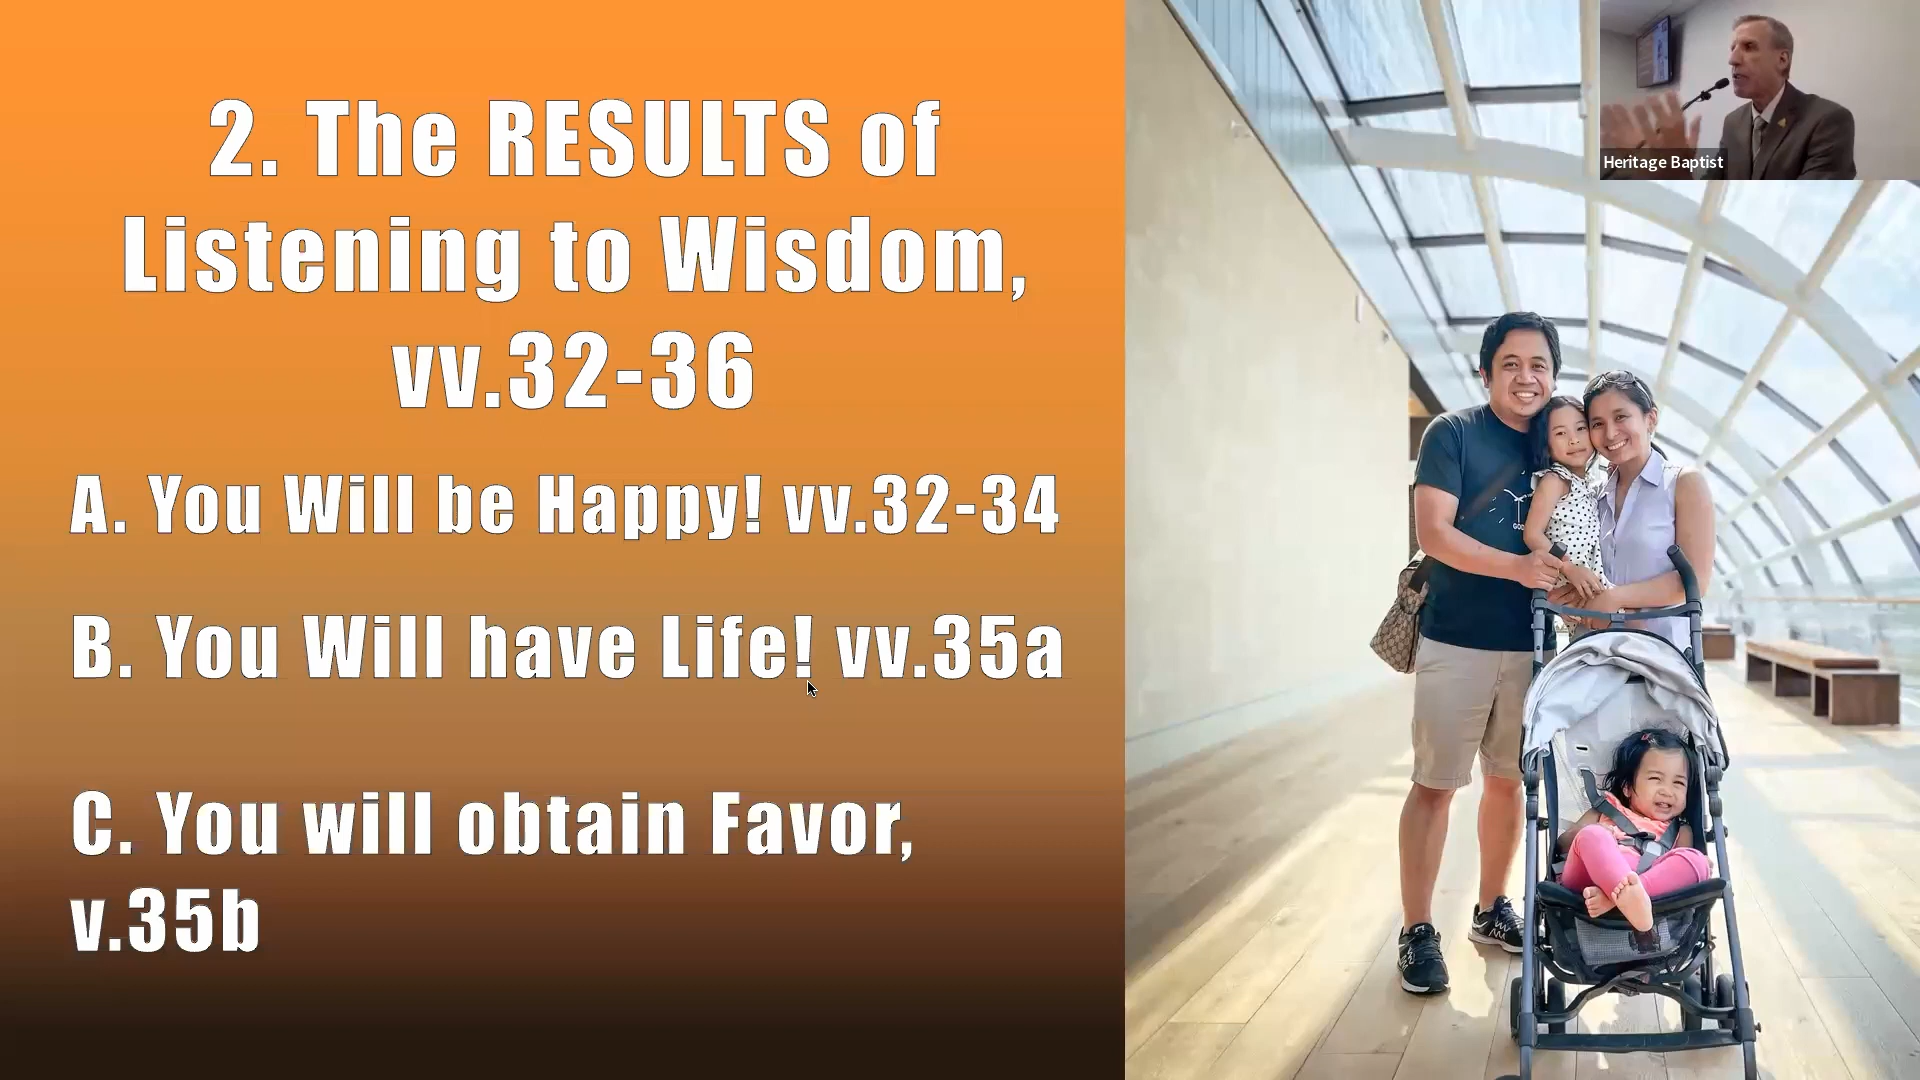 2. The RESULTS of
Listening to Wisdom,
vv.32-36
A. You Will be Happy! vv.32-34
B. You Will have Life! vv.35a
C. You will obtain Favor,
v.35b
Heritage Baptist